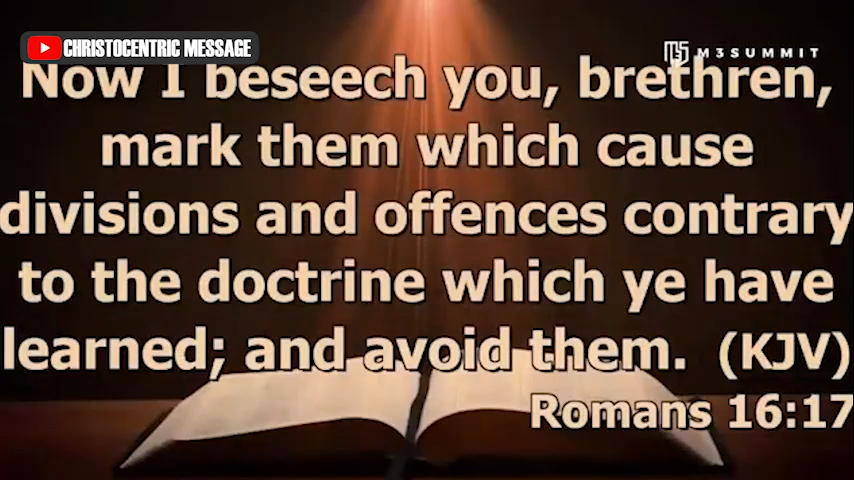 CHRISTOCENTRIC MESSAGE
M3SUMMIT
Now I beseech you, brethren,
mark them which cause
divisions and offences contrary
to the doctrine which ye have
learned; and avoid them. (KJV)
Romans 16:17